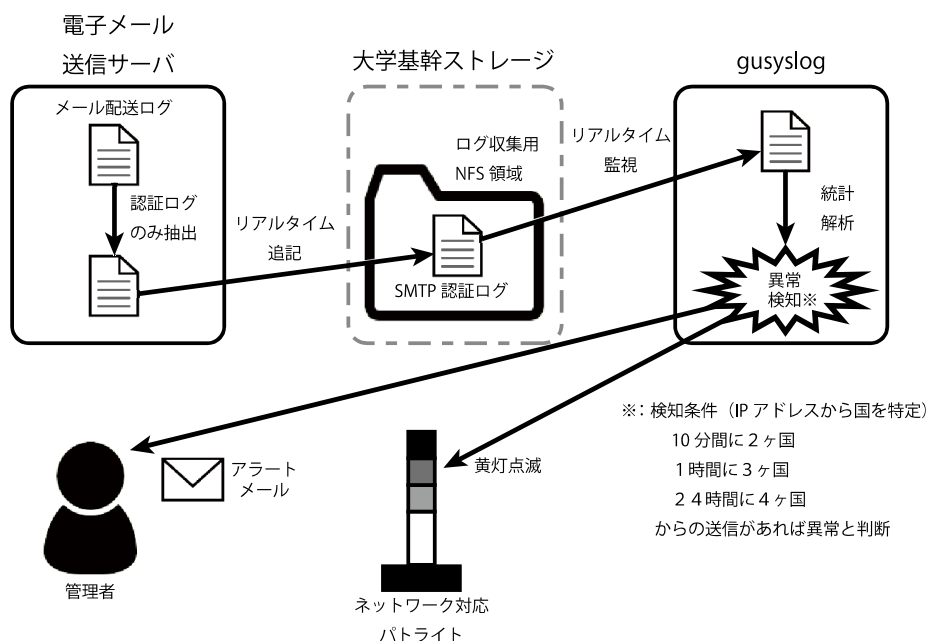 電子メール
送信サーバ
メール配送ログ
認証ログ
のみ抽出
リアルタイム
追記
大学基幹ストレージ
ログ収集用
NFS 領域
SMTP 認証ログ
リアルタイム
監視
gusyslog
統計
解析
異常
検知※
アラート
メール
管理者
黄灯点滅
ネットワーク対応
パトライト
※：検知条件（IP アドレスから国を特定）
10 分間に２ヶ国
１時間に３ヶ国
２４時間に４ヶ国
からの送信があれば異常と判断